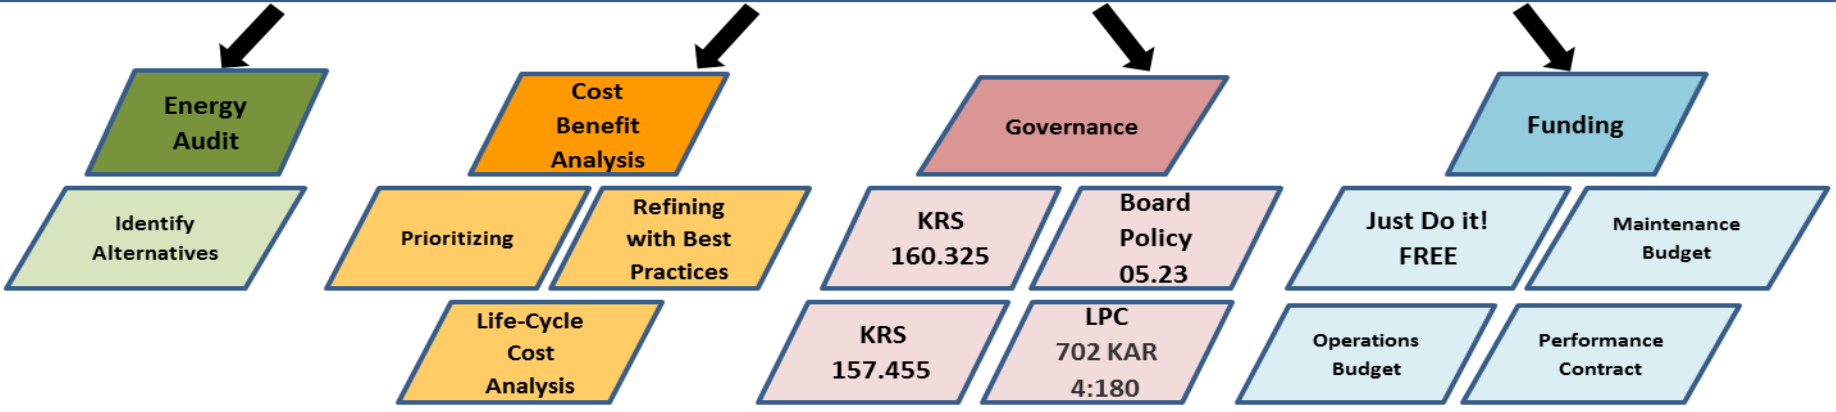 Energy
Audit
Identify
Alternatives
Cost
Benefit
Analysis
Prioritizing
Refining
with Best
Practices
Life-Cycle
Cost
Analysis
Governance
KRS
160.325
Board
Policy
05.23
KRS
157.455
LPC
702 KAR
4:180
Funding
Just Do it!
FREE
Maintenance
Budget
Operations
Budget
Performance
Contract